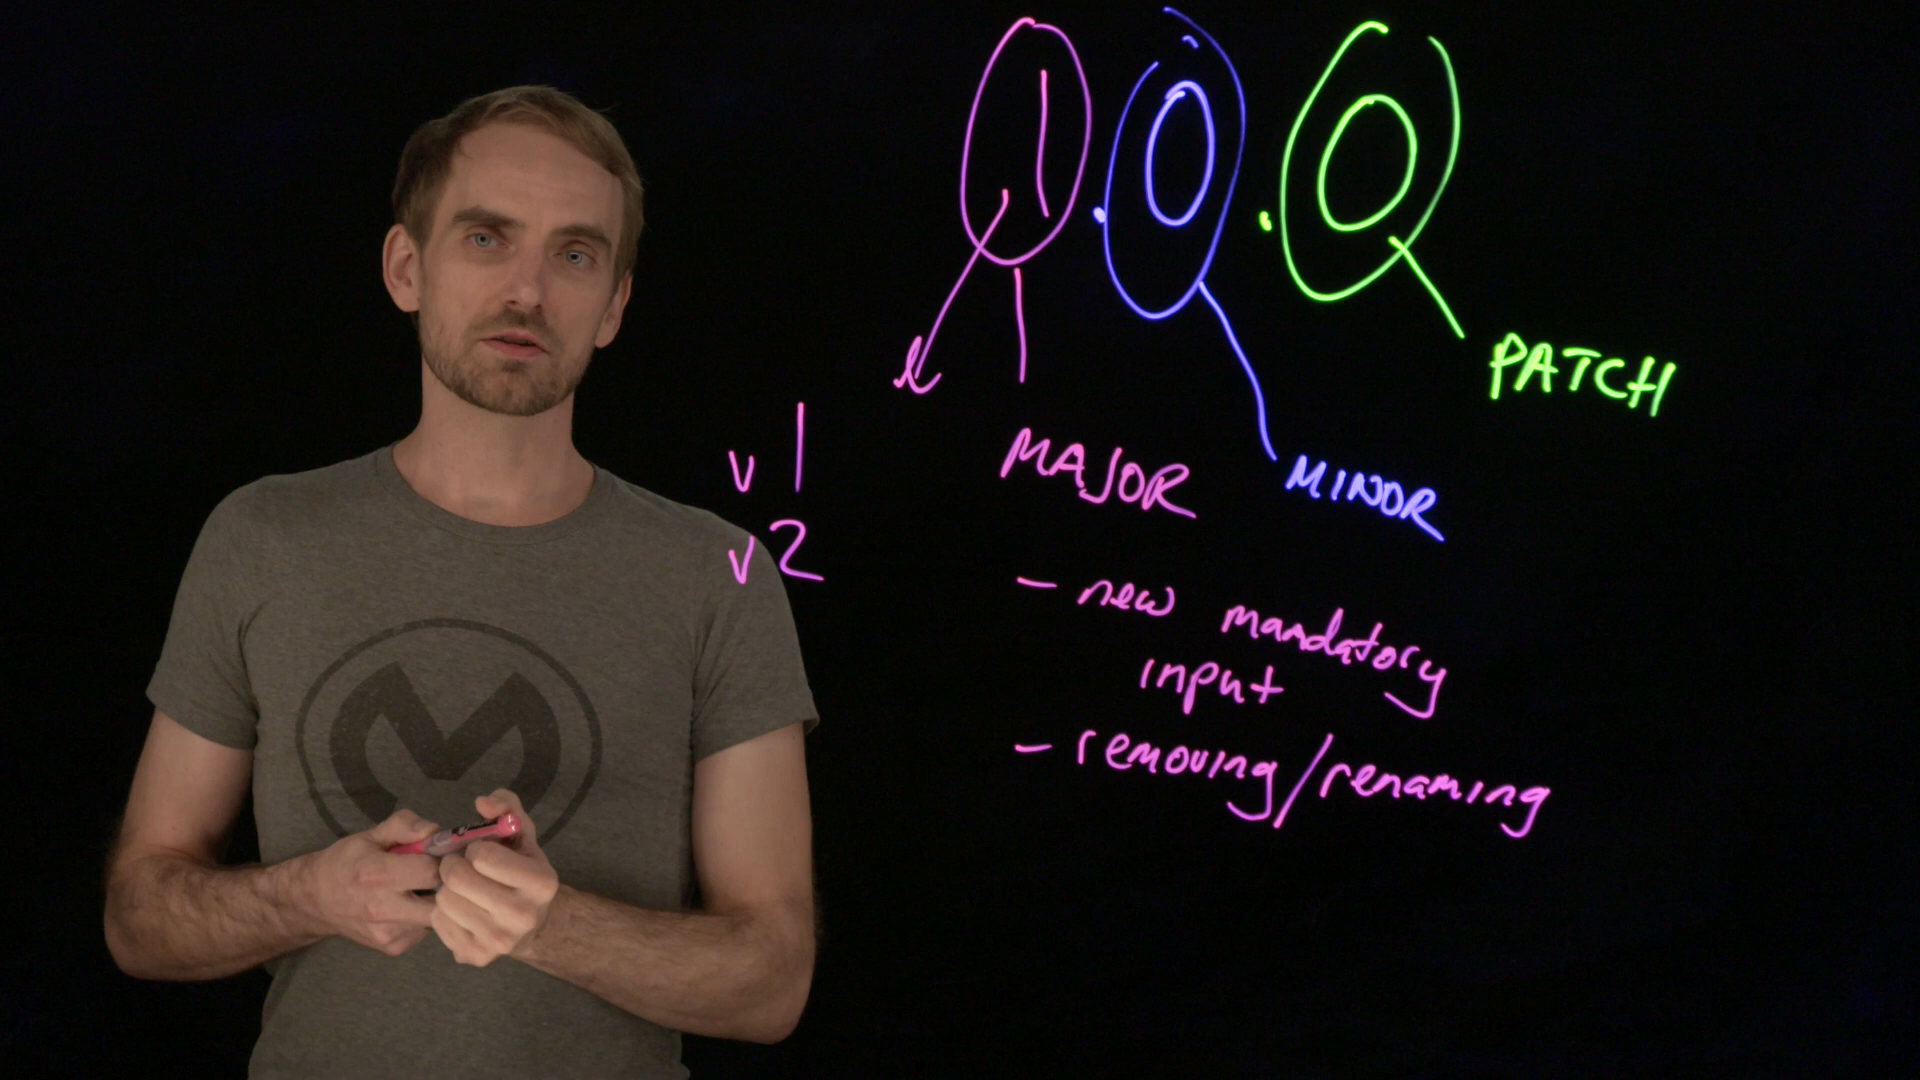 1.0.0
PATCH
v1
MAJOR
MINOR
v2
- new mandatory
input
- removing/renaming